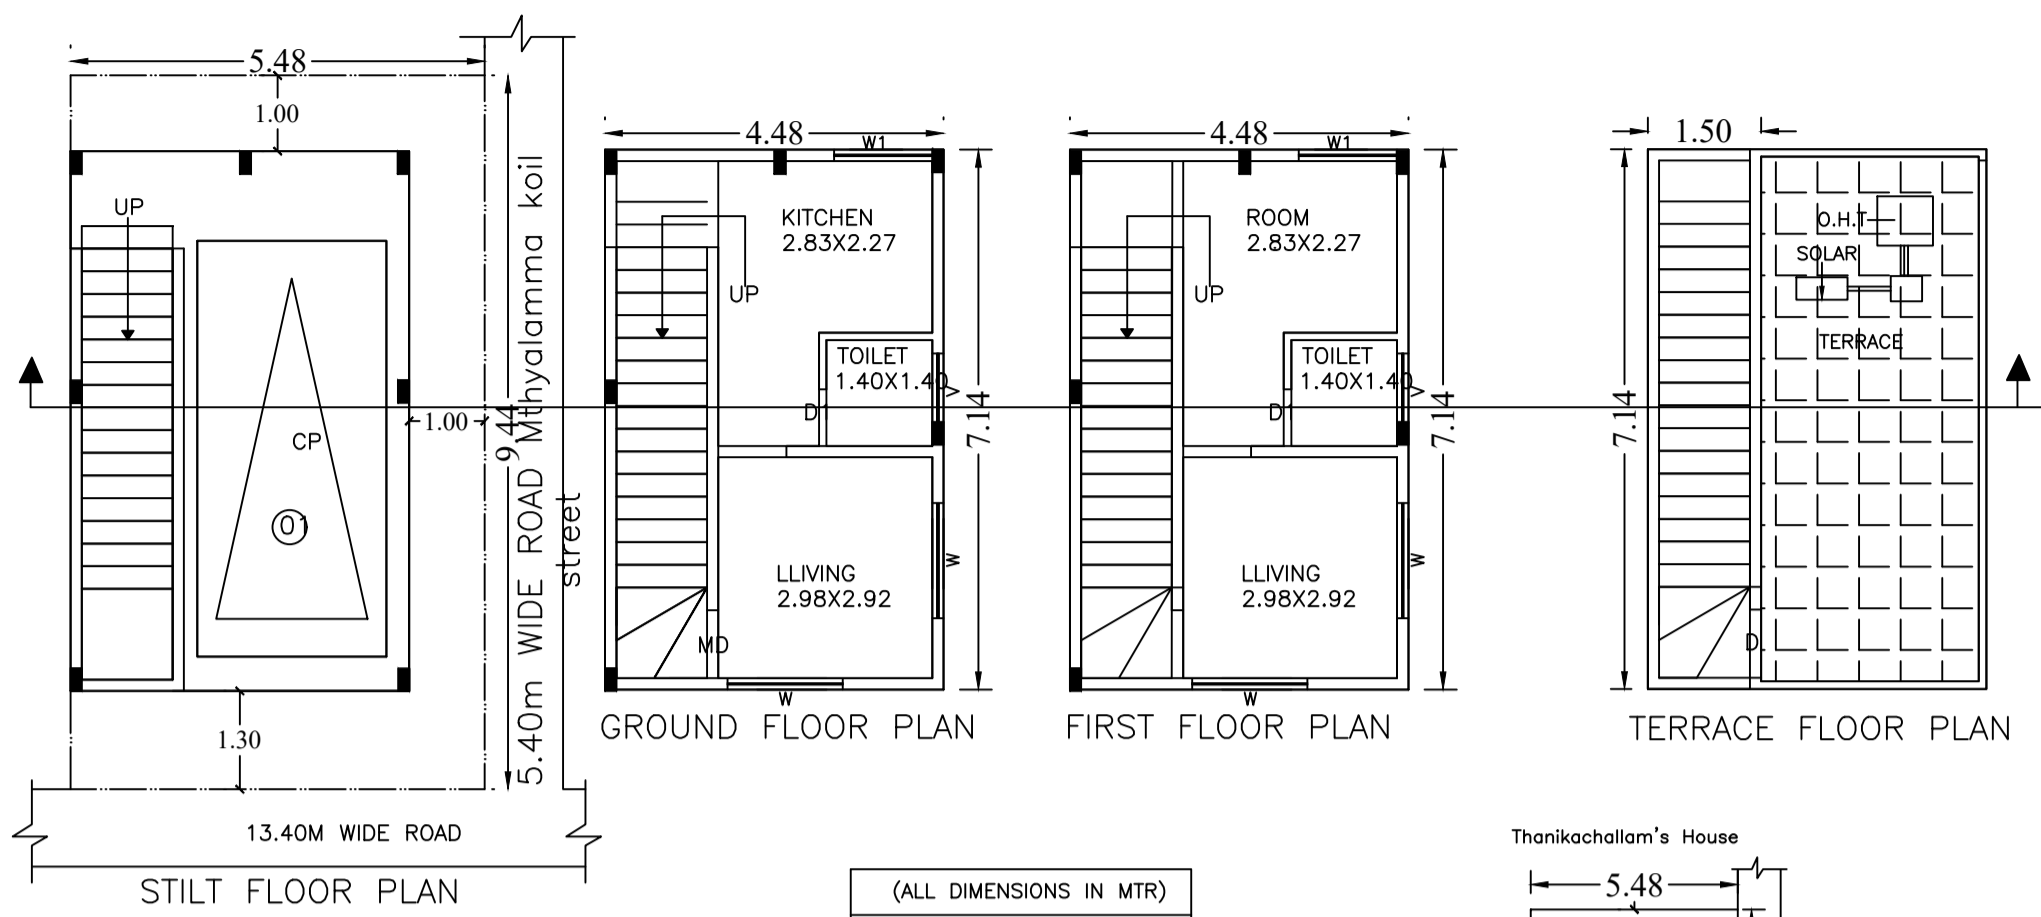 5.48
1.00
UP
CP
01
1.00
9.44
5.40m WIDE ROAD Mthyalamma koil
street
1.30
13.40M WIDE ROAD
STILT FLOOR PLAN
4.48
W1
KITCHEN
2.83X2.27
UP
TOILET
1.40X1.40
V
D
7.14
W
LLIVING
2.98X2.92
MD
W
GROUND FLOOR PLAN
4.48
W1
ROOM
2.83X2.27
UP
TOILET
1.40X1.40
V
D
7.14
W
LLIVING
2.98X2.92
W
FIRST FLOOR PLAN
1.50
O.H.T
SOLAR
TERRACE
7.14
D
TERRACE FLOOR PLAN
(ALL DIMENSIONS IN MTR)
Thanikachallam's House
5.48